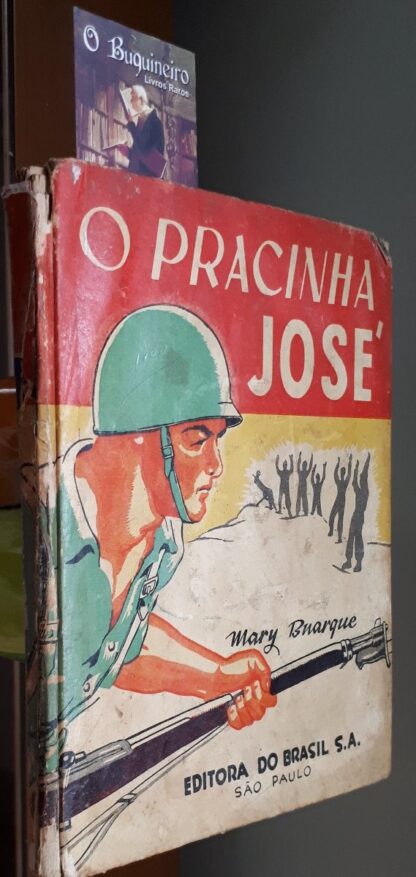 O Buquineiro
Livros Raros
O PRACINHA
JOSÉ
Mary Buarque
EDITORA DO BRASIL S.A.
SÃO PAULO